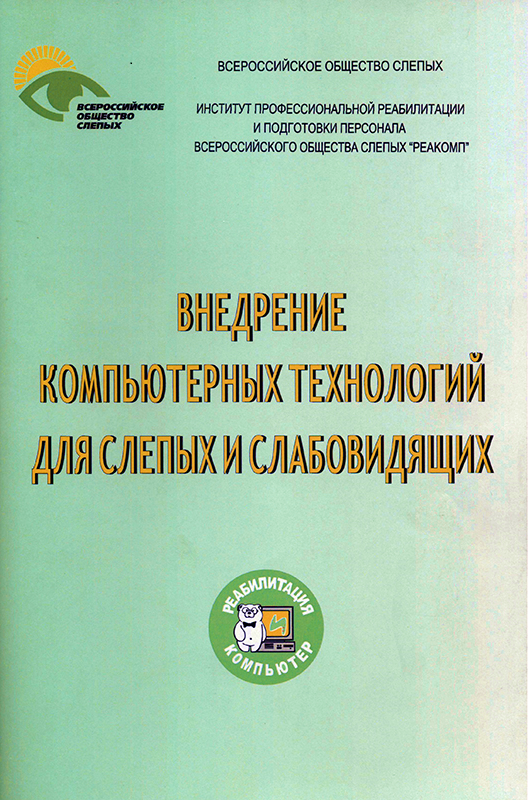 ВСЕРОССИЙСКОЕ
ОБЩЕСТВО
СЛЕПЫХ
ВСЕРОССИЙСКОЕ ОБЩЕСТВО СЛЕПЫХ
ИНСТИТУТ ПРОФЕССИОНАЛЬНОЙ РЕАБИЛИТАЦИИ
И ПОДГОТОВКИ ПЕРСОНАЛА
ВСЕРОССИЙСКОГО ОБЩЕСТВА СЛЕПЫХ "РЕАКОМП"
ВНЕДРЕНИЕ
КОМПЬЮТЕРНЫХ ТЕХНОЛОГИЙ
ДЛЯ СЛЕПЫХ И СЛАБОВИДЯЩИХ
РЕАБИЛИТАЦИЯ
КОМПЬЮТЕР